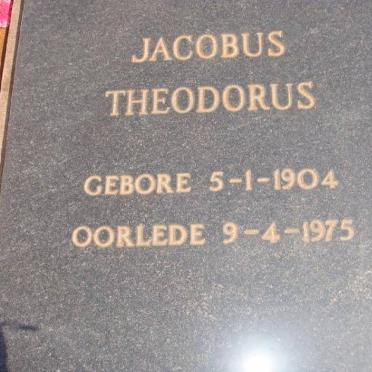 JACOBUS
THEODORUS
GEBORE 5-1-1904
OORLEDE 9-4-1975